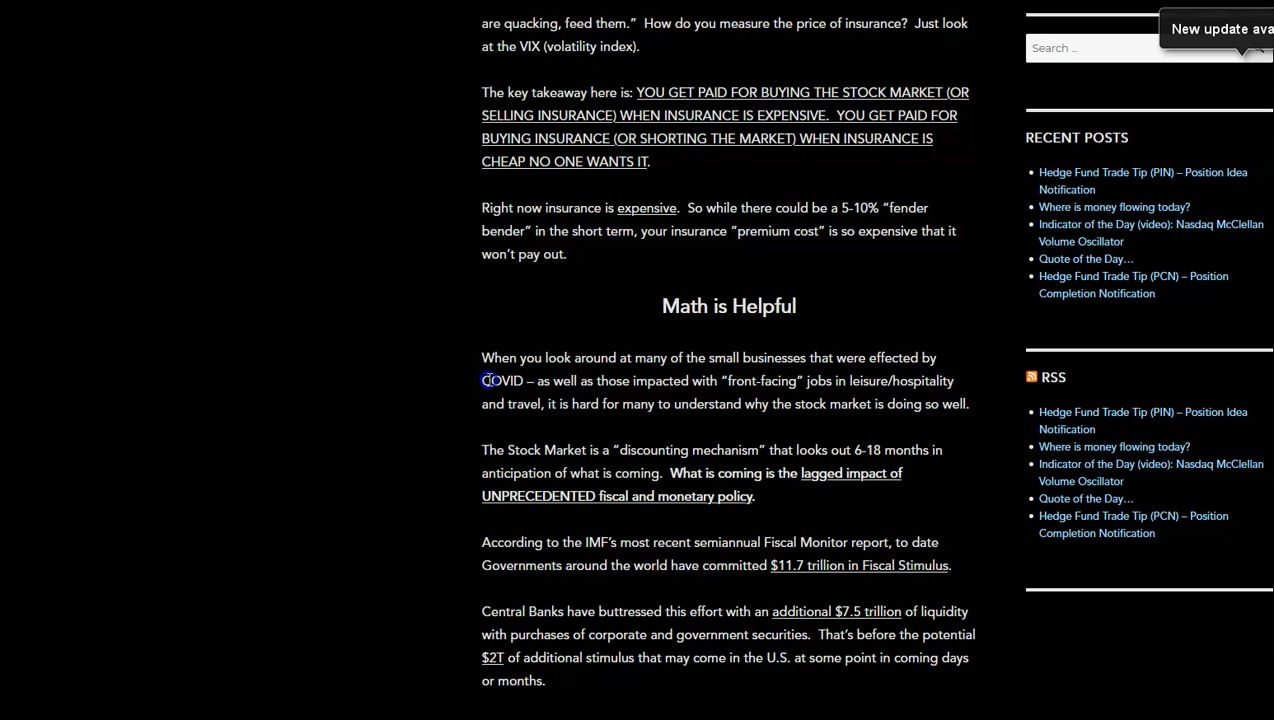 are quacking, feed them.”  How do you measure the price of insurance?  Just look
at the VIX (volatility index).
The key takeaway here is: YOU GET PAID FOR BUYING THE STOCK MARKET (OR
SELLING INSURANCE) WHEN INSURANCE IS EXPENSIVE.  YOU GET PAID FOR
BUYING INSURANCE (OR SHORTING THE MARKET) WHEN INSURANCE IS
CHEAP NO ONE WANTS IT.
Right now insurance is expensive.  So while there could be a 5-10% “fender
bender” in the short term, your insurance “premium cost” is so expensive that it
won’t pay out.
Math is Helpful
When you look around at many of the small businesses that were effected by
COVID – as well as those impacted with “front-facing” jobs in leisure/hospitality
and travel, it is hard for many to understand why the stock market is doing so well.
The Stock Market is a “discounting mechanism” that looks out 6-18 months in
anticipation of what is coming.  What is coming is the lagged impact of
UNPRECEDENTED fiscal and monetary policy.
According to the IMF’s most recent semiannual Fiscal Monitor report, to date
Governments around the world have committed $11.7 trillion in Fiscal Stimulus.
Central Banks have buttressed this effort with an additional $7.5 trillion of liquidity
with purchases of corporate and government securities.  That’s before the potential
$2T of additional stimulus that may come in the U.S. at some point in coming days
or months.
New update ava
Search …
RECENT POSTS
Hedge Fund Trade Tip (PIN) – Position Idea
Notification
Where is money flowing today?
Indicator of the Day (video): Nasdaq McClellan
Volume Oscillator
Quote of the Day…
Hedge Fund Trade Tip (PCN) – Position
Completion Notification
RSS
Hedge Fund Trade Tip (PIN) – Position Idea
Notification
Where is money flowing today?
Indicator of the Day (video): Nasdaq McClellan
Volume Oscillator
Quote of the Day…
Hedge Fund Trade Tip (PCN) – Position
Completion Notification